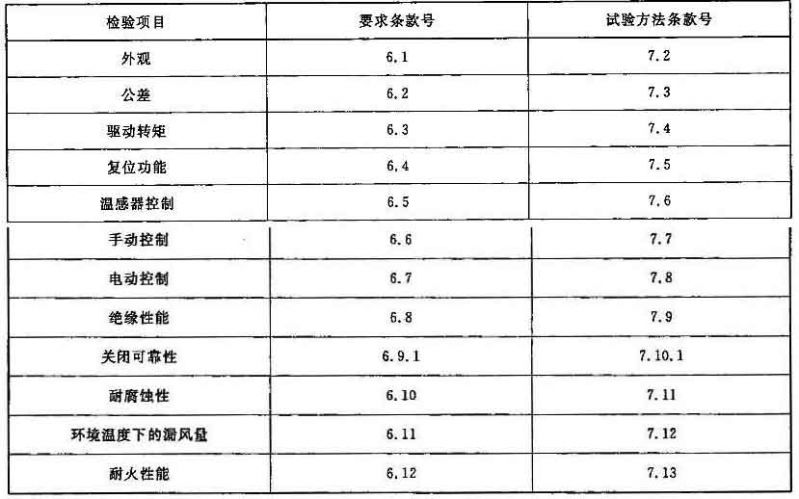 检验项目 要求条款号 试验方法条款号
外观 6.1 7.2
公差 6.2 7.3
驱动转矩 6.3 7.4
复位功能 6.4 7.5
温感器控制 6.5 7.6
手动控制 6.6 7.7
电动控制 6.7 7.8
绝缘性能 6.8 7.9
关闭可靠性 6.9.1 7.10.1
耐腐蚀性 6.10 7.11
环境温度下的漏风量 6.11 7.12
耐火性能 6.12 7.13